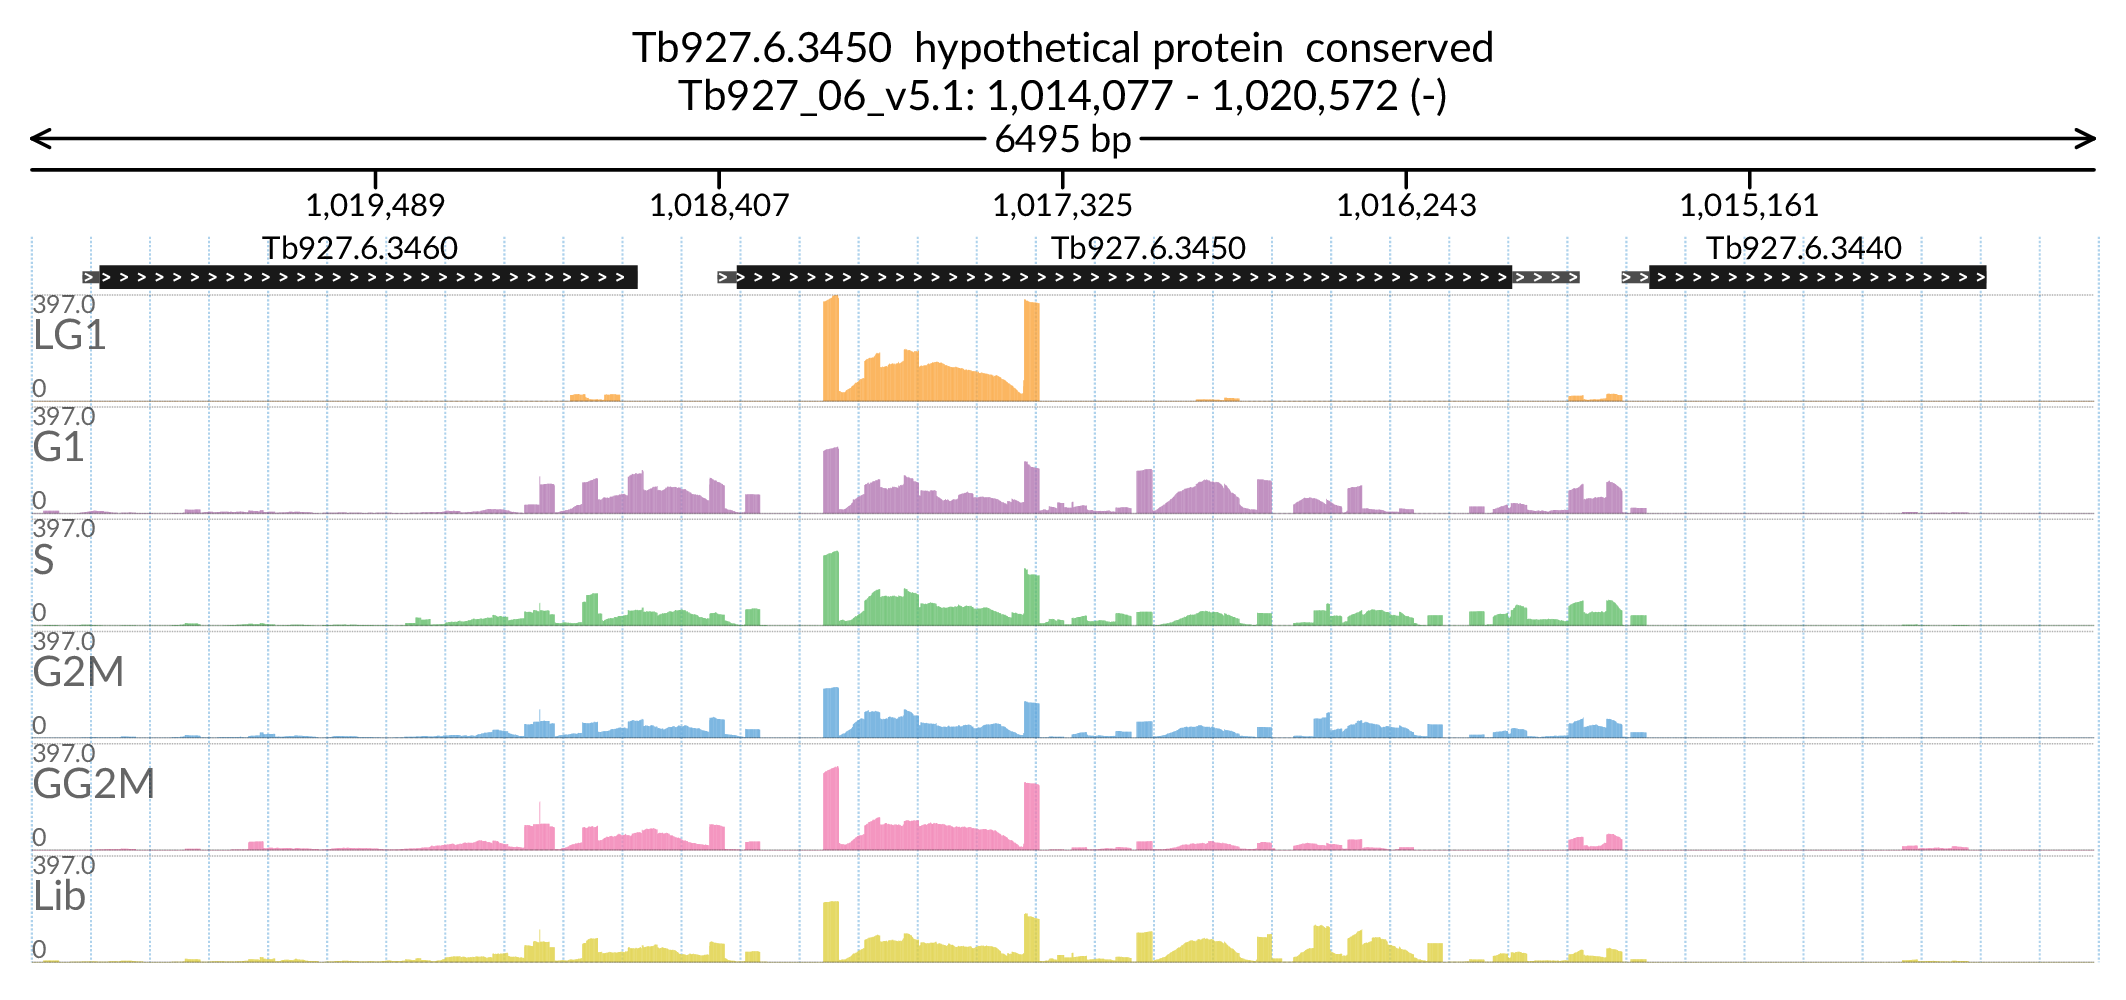 Tb927.6.3450 hypothetical protein conserved
Tb927_06_v5.1: 1,014,077 - 1,020,572 (-)
6495 bp
1,019,489 1,018,407 1,017,325 1,016,243 1,015,161
Tb927.6.3460 Tb927.6.3450 Tb927.6.3440
397.0
LG1
0
397.0
G1
0
397.0
S
0
397.0
G2M
0
397.0
GG2M
0
397.0
Lib
0